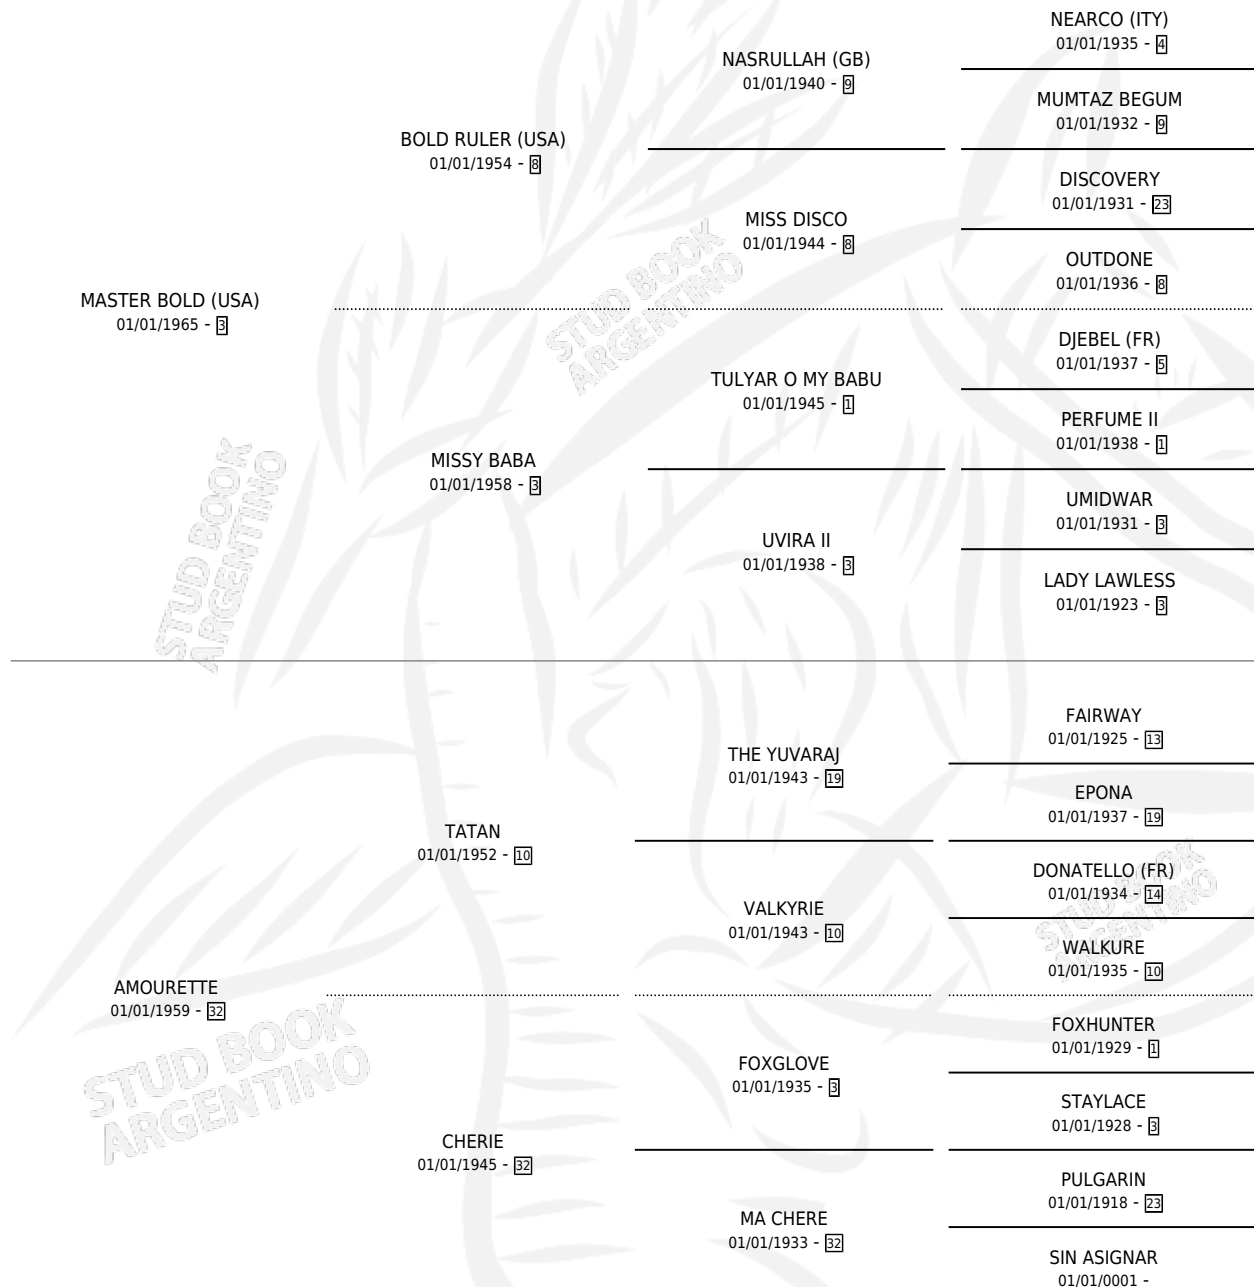 NEARCO (ITY)
01/01/1935 - 4
NASRULLAH (GB)
01/01/1940 - 9
MUMTAZ BEGUM
01/01/1932 - 9
BOLD RULER (USA)
01/01/1954 - 8
DISCOVERY
01/01/1931 - 23
MISS DISCO
01/01/1944 - 8
OUTDONE
01/01/1936 - 8
MASTER BOLD (USA)
01/01/1965 - 3
STUD BOOK
ARGENTINO
DJEBEL (FR)
01/01/1937 - 5
TULYAR O MY BABU
01/01/1945 - 1
PERFUME II
01/01/1938 - 1
MISSY BABA
01/01/1958 - 3
UMIDWAR
01/01/1931 - 3
UVIRA II
01/01/1938 - 3
LADY LAWLESS
01/01/1923 - 3
STUD BOOK
ARGENTINO
FAIRWAY
01/01/1925 - 13
THE YUVARAJ
01/01/1943 - 19
EPONA
01/01/1937 - 19
TATAN
01/01/1952 - 10
DONATELLO (FR)
01/01/1934 - 14
VALKYRIE
01/01/1943 - 10
WALKURE
01/01/1935 - 10
STUD BOOK
ARGENTINO
AMOURETTE
01/01/1959 - 32
STUD BOOK
ARGENTINO
FOXHUNTER
01/01/1929 - 1
FOXGLOVE
01/01/1935 - 3
STAYLACE
01/01/1928 - 3
CHERIE
01/01/1945 - 32
PULGARIN
01/01/1918 - 23
MA CHERE
01/01/1933 - 32
SIN ASIGNAR
01/01/0001 -